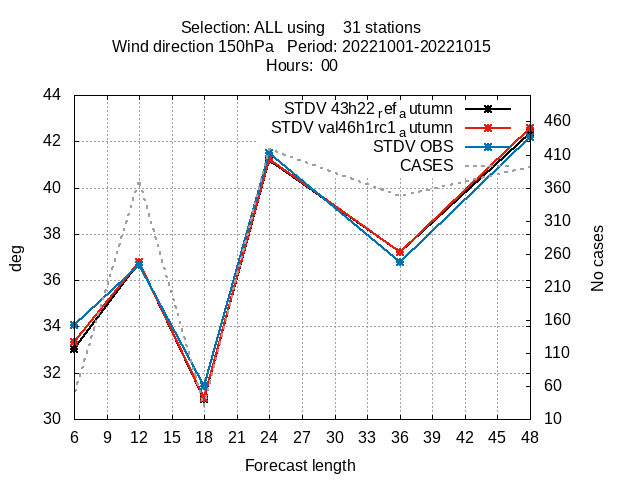 Selection: ALL using    31 stations
Wind direction 150hPa   Period: 20221001-20221015
Hours:  00
STDV 43h22ᵣefₐutumn
STDV val46h1rc1ₐutumn
STDV OBS
CASES
44
42
40
38
36
34
32
30
deg
460
410
360
310
260
210
160
110
60
10
No cases
6 9 12 15 18 21 24 27 30 33 36 39 42 45 48
Forecast length